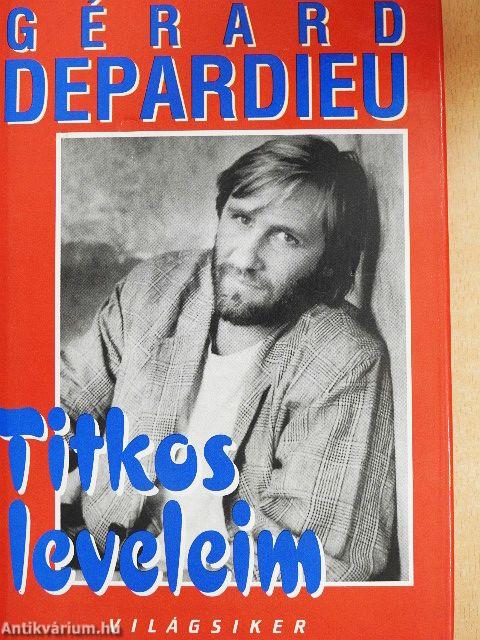 GÉRARD
DEPARDIEU
Titkos
leveleim
VILÁGSIKER
Antikvárium.hu